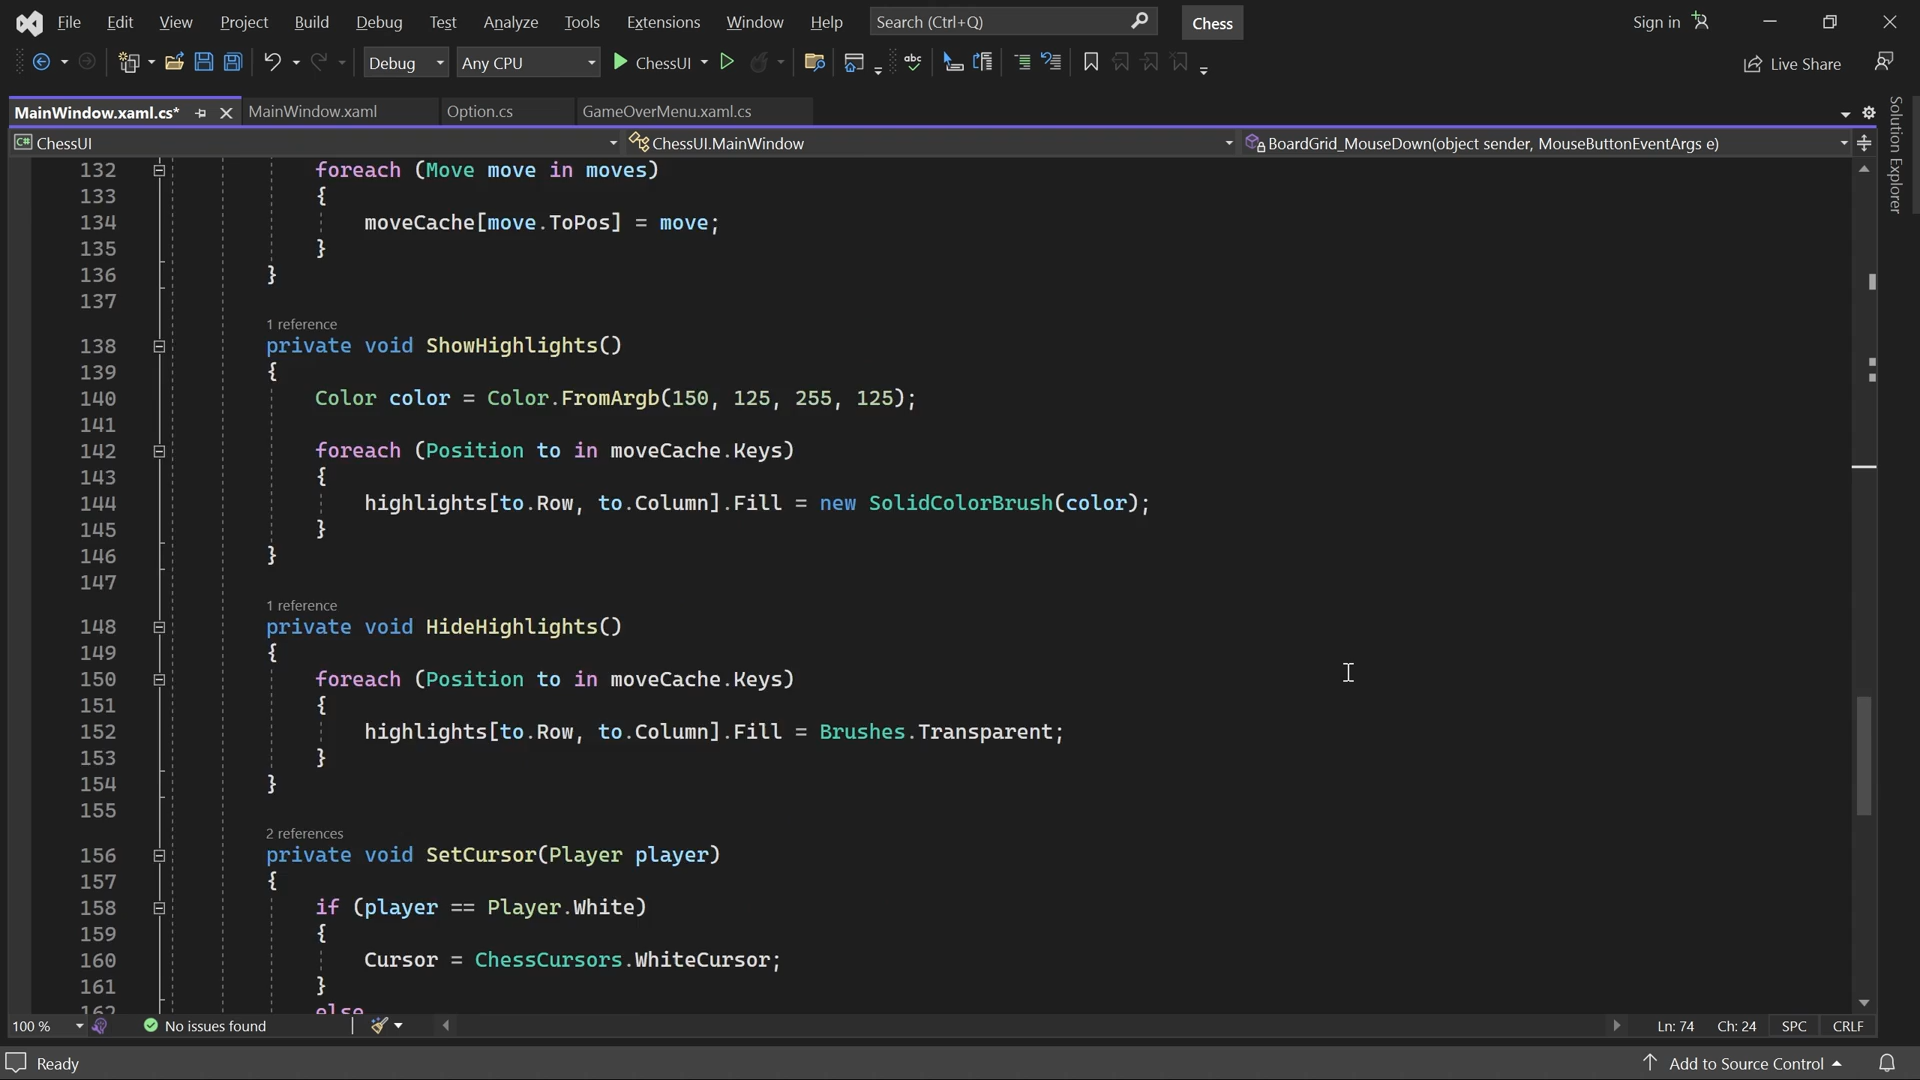 File Edit View Project Build Debug Test Analyze Tools Extensions Window Help Search (Ctrl+Q) Chess Sign in
Debug Any CPU ChessUI abc Live Share
MainWindow.xaml.cs* MainWindow.xaml Option.cs GameOverMenu.xaml.cs
C# ChessUI ChessUI.MainWindow BoardGrid_MouseDown(object sender, MouseButtonEventArgs e)
Solution Explorer
132 foreach (Move move in moves)
133 {
134 moveCache[move.ToPos] = move;
135 }
136 }
137
1 reference
138 private void ShowHighlights()
139 {
140 Color color = Color.FromArgb(150, 125, 255, 125);
141
142 foreach (Position to in moveCache.Keys)
143 {
144 highlights[to.Row, to.Column].Fill = new SolidColorBrush(color);
145 }
146 }
147
1 reference
148 private void HideHighlights()
149 {
150 foreach (Position to in moveCache.Keys)
151 {
152 highlights[to.Row, to.Column].Fill = Brushes.Transparent;
153 }
154 }
155
2 references
156 private void SetCursor(Player player)
157 {
158 if (player == Player.White)
159 {
160 Cursor = ChessCursors.WhiteCursor;
161 }
162 else
100 % No issues found Ln: 74 Ch: 24 SPC CRLF
Ready Add to Source Control